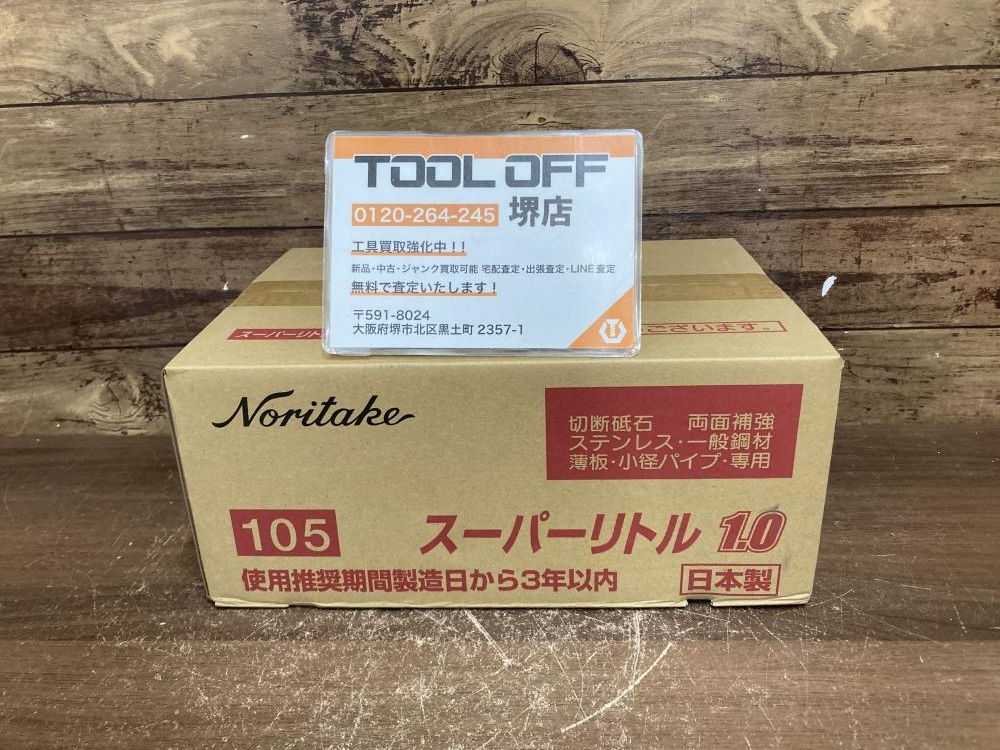 TOOL OFF
0120-264-245 堺店
工具買取強化中!!
新品・中古・ジャンク買取可能 宅配査定・出張査定・LINE査定
無料で査定いたします!
〒591-8024
大阪府堺市北区黒土町 2357-1
スーパーリト
ございます。
Noritake
切断砥石 両面補強
ステンレス・一般鋼材
薄板・小径パイプ・専用
105 スーパーリトル 1.0
使用推奨期間製造日から3年以内 日本製